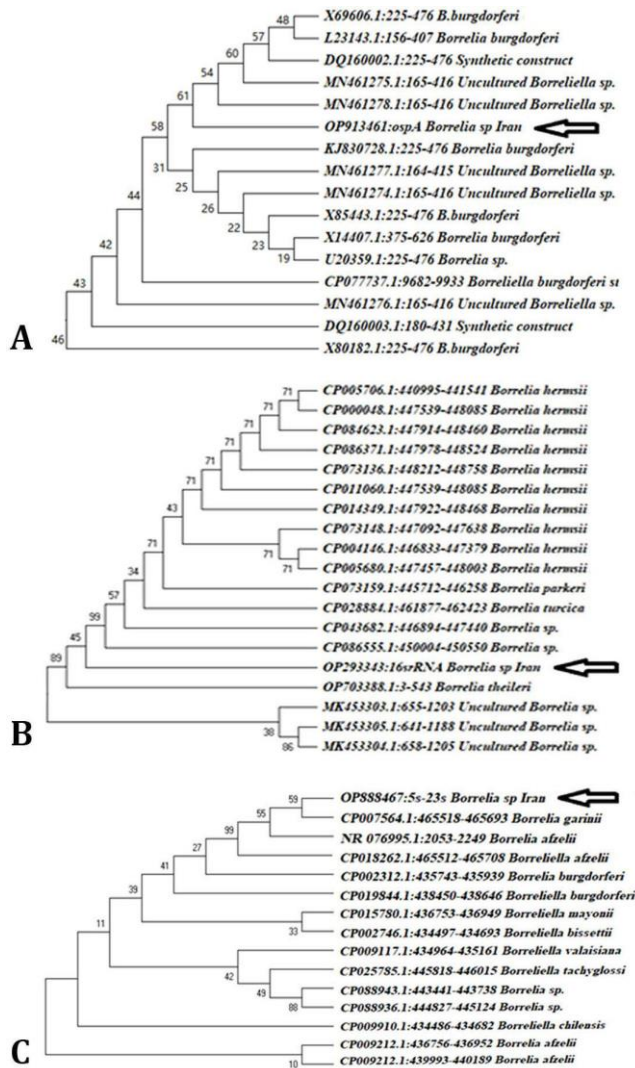 48
X69606.1:225-476 B.burgdorferi
57
L23143.1:156-407 Borrelia burgdorferi
60
DQ160002.1:225-476 Synthetic construct
54
MN461275.1:165-416 Uncultured Borreliella sp.
61
MN461278.1:165-416 Uncultured Borreliella sp.
58
OP913461:ospA Borrelia sp Iran
31
KJ830728.1:225-476 Borrelia burgdorferi
25
MN461277.1:164-415 Uncultured Borreliella sp.
44
26
MN461274.1:165-416 Uncultured Borreliella sp.
22
X85443.1:225-476 B.burgdorferi
23
X14407.1:375-626 Borrelia burgdorferi
42
19
U20359.1:225-476 Borrelia sp.
43
CP077737.1:9682-9933 Borreliella burgdorferi
MN461276.1:165-416 Uncultured Borreliella sp.
DQ160003.1:180-431 Synthetic construct
46
X80182.1:225-476 B.burgdorferi
A
71
CP005706.1:440995-441541 Borrelia hermsii
71
CP000048.1:447539-448085 Borrelia hermsii
71
CP084623.1:447914-448460 Borrelia hermsii
71
CP086371.1:447978-448524 Borrelia hermsii
71
CP073136.1:448212-448758 Borrelia hermsii
71
CP011060.1:447539-448085 Borrelia hermsii
43
CP014349.1:447922-448468 Borrelia hermsii
71
CP073148.1:447092-447638 Borrelia hermsii
71
CP004146.1:446833-447379 Borrelia hermsii
71
CP005680.1:447457-448003 Borrelia hermsii
34
CP073159.1:445712-446258 Borrelia parkeri
57
CP028884.1:461877-462423 Borrelia turcica
99
CP043682.1:446894-447440 Borrelia sp.
45
CP086555.1:450004-450550 Borrelia sp.
89
OP293343:16srRNA Borrelia sp Iran
OP703388.1:3-543 Borrelia theileri
MK453303.1:655-1203 Uncultured Borrelia sp.
38
MK453305.1:641-1188 Uncultured Borrelia sp.
86
MK453304.1:658-1205 Uncultured Borrelia sp.
B
59
OP888467:5s-23s Borrelia sp Iran
55
CP007564.1:465518-465693 Borrelia garinii
99
NR 076995.1:2053-2249 Borrelia afzelii
27
CP018262.1:465512-465708 Borreliella afzelii
41
CP002312.1:435743-435939 Borrelia burgdorferi
39
CP019844.1:438450-438646 Borreliella burgdorferi
CP015780.1:436753-436949 Borreliella mayonii
11
33
CP002746.1:434497-434693 Borreliella bissettii
CP009117.1:434964-435161 Borreliella valaisiana
42
CP025785.1:445818-446015 Borreliella tachyglossi
49
CP088943.1:443441-443738 Borrelia sp.
88
CP088936.1:444827-445124 Borrelia sp.
CP009910.1:434486-434682 Borreliella chilensis
CP009212.1:436756-436952 Borrelia afzelii
10
CP009212.1:439993-440189 Borrelia afzelii
C